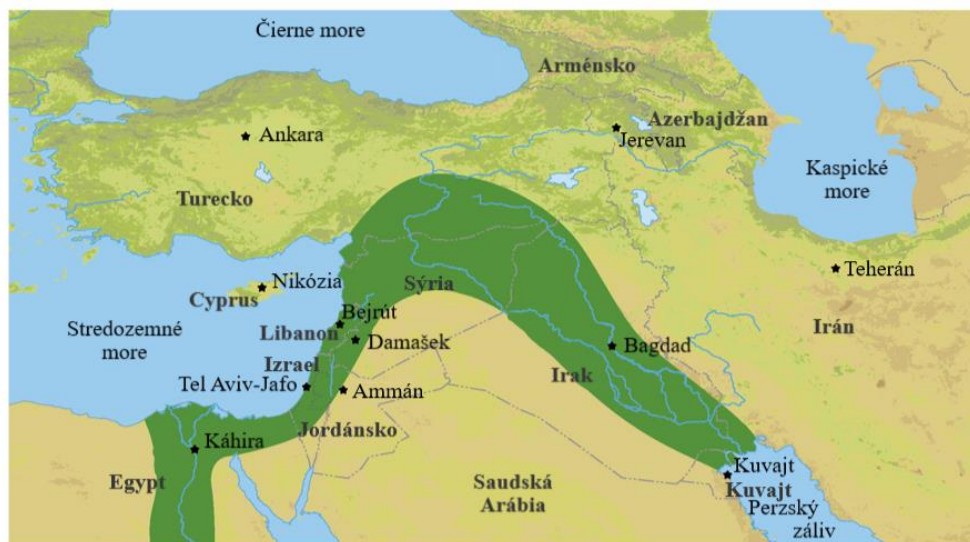 Čierne more
Arménsko
Azerbajdžan
Jerevan
Ankara
Kaspické
more
Turecko
Teherán
Nikózia
Cyprus
Sýria
Bejrút
Stredozemné
more
Libanon
Damašek
Irán
Bagdad
Izrael
Irak
Tel Aviv-Jafo
Ammán
Jordánsko
Káhira
Kuvajt
Egypt
Saudská
Arábia
Kuvajt
Perzský
záliv